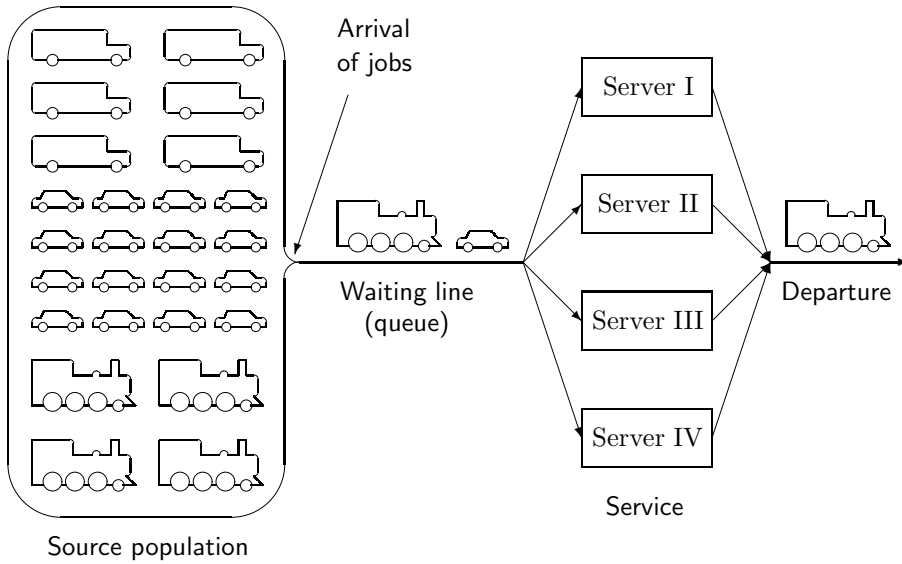 Arrival
of jobs
Server I
Server II
Waiting line
(queue)
Server III
Departure
Server IV
Service
Source population